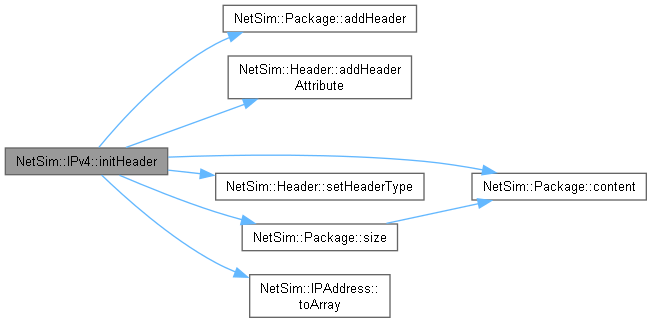 NetSim::Package::addHeader
NetSim::Header::addHeader
Attribute
NetSim::IPv4::initHeader
NetSim::Header::setHeaderType
NetSim::Package::content
NetSim::Package::size
NetSim::IPAddress::
toArray